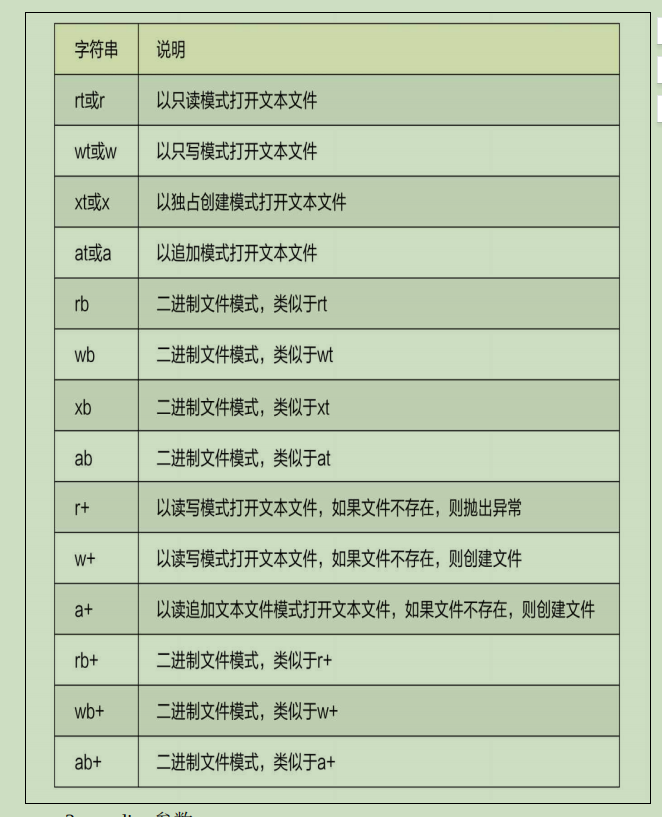 字符串 说明
rt或r 以只读模式打开文本文件
wt或w 以只写模式打开文本文件
xt或x 以独占创建模式打开文本文件
at或a 以追加模式打开文本文件
rb 二进制文件模式，类似于rt
wb 二进制文件模式，类似于wt
xb 二进制文件模式，类似于xt
ab 二进制文件模式，类似于at
r+ 以读写模式打开文本文件，如果文件不存在，则抛出异常
w+ 以读写模式打开文本文件，如果文件不存在，则创建文件
a+ 以读追加文本文件模式打开文本文件，如果文件不存在，则创建文件
rb+ 二进制文件模式，类似于r+
wb+ 二进制文件模式，类似于w+
ab+ 二进制文件模式，类似于a+